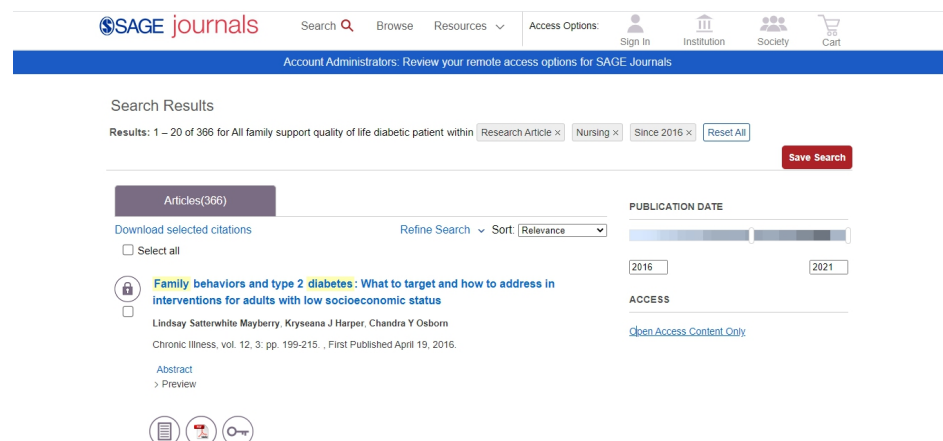 SAGE journals
Search Browse Resources Access Options: Sign In Institution Society Cart
Account Administrators: Review your remote access options for SAGE Journals
Search Results
Results: 1 – 20 of 366 for All family support quality of life diabetic patient within Research Article × Nursing × Since 2016 × Reset All
Save Search
Articles(366)
Download selected citations Refine Search Sort: Relevance
Select all
Family behaviors and type 2 diabetes: What to target and how to address in
interventions for adults with low socioeconomic status
Lindsay Satterwhite Mayberry, Kryseana J Harper, Chandra Y Osborn
Chronic Illness, vol. 12, 3: pp. 199-215. , First Published April 19, 2016.
Abstract
> Preview
PUBLICATION DATE
2016 2021
ACCESS
Open Access Content Only